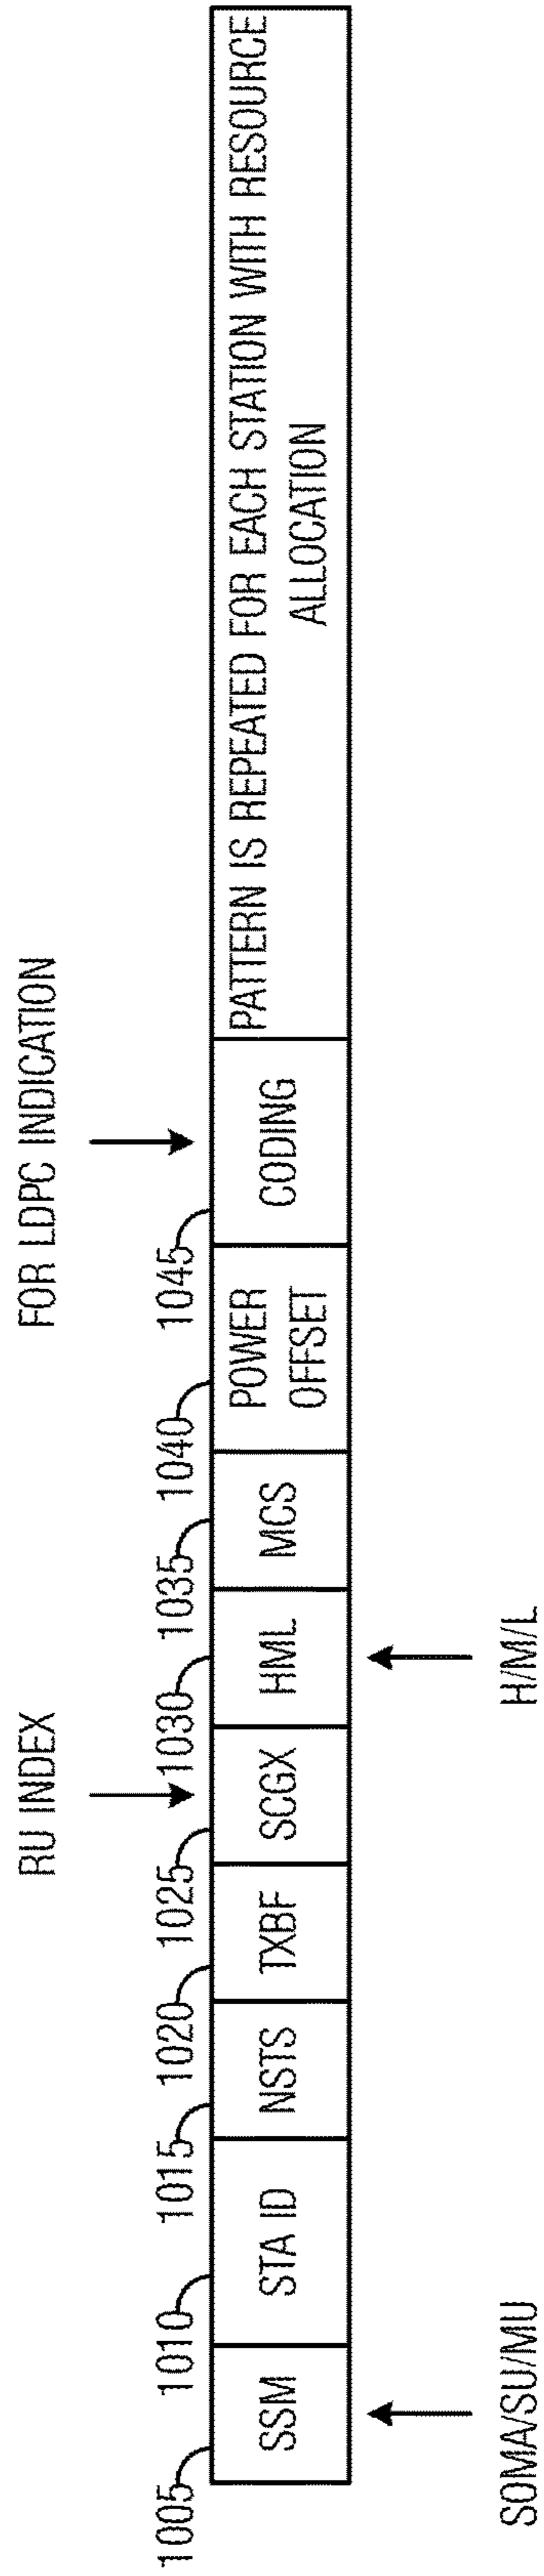 RU INDEX
FOR LDPC INDICATION
1005
1010
1015
1020
1025
1030
1035
1040
1045
SSM
STA ID
NSTS
TXBF
SCGX
HML
MCS
POWER
OFFSET
CODING
PATTERN IS REPEATED FOR EACH STATION WITH RESOURCE
ALLOCATION
SOMA/SU/MU
H/M/L